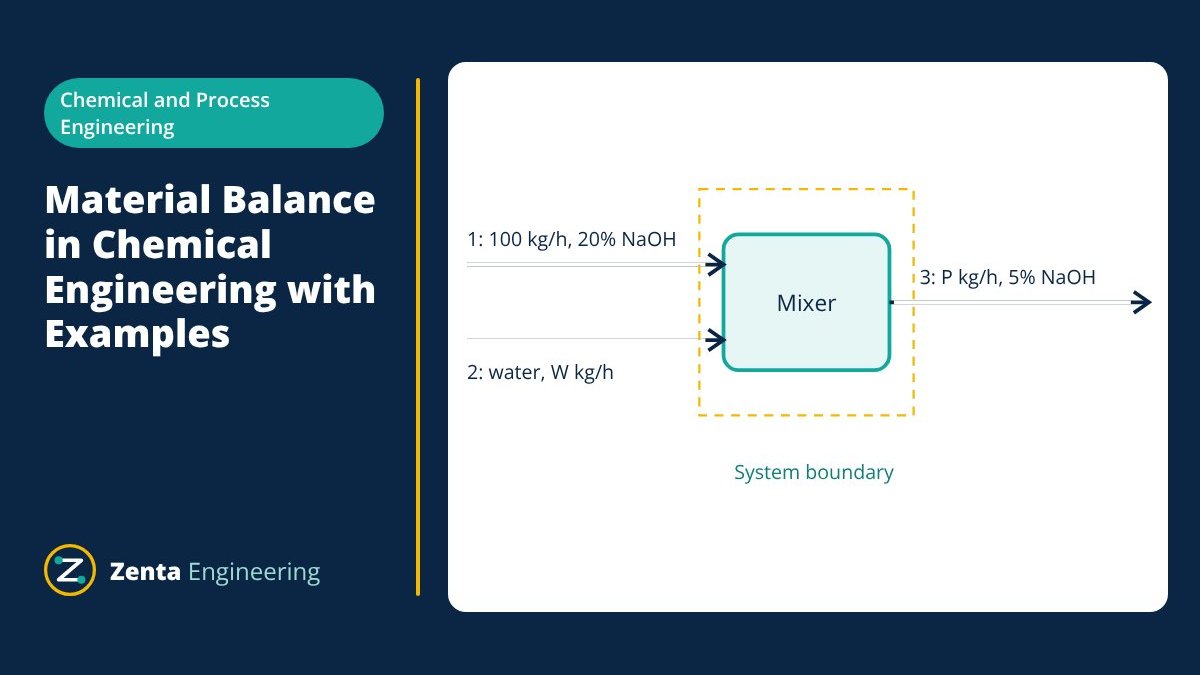 Chemical and Process
Engineering
Material Balance
in Chemical
Engineering with
Examples
Zenta Engineering
1: 100 kg/h, 20% NaOH
2: water, W kg/h
Mixer
3: P kg/h, 5% NaOH
System boundary